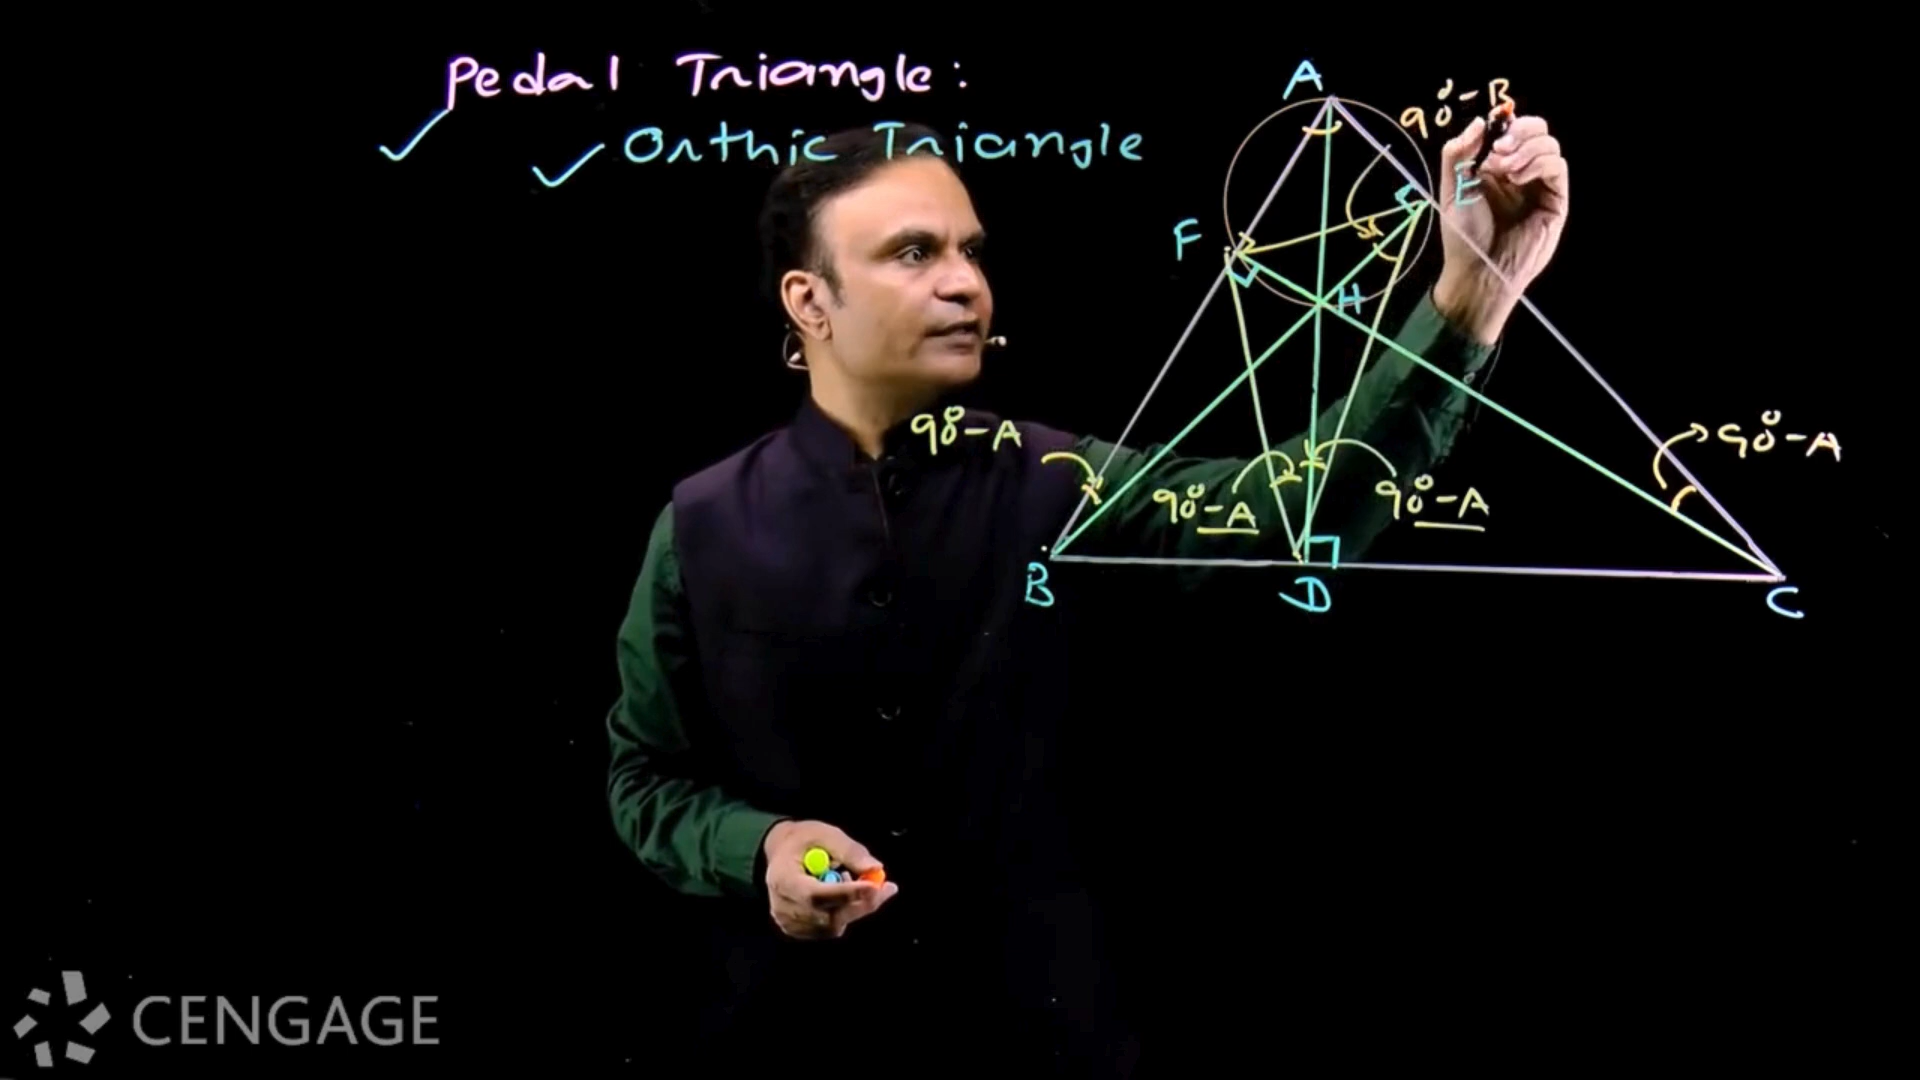 Pedal Triangle:
Orthic Triangle
A
90°-B
E
F
H
90°-A
90°-A
90°-A
90°-A
B
D
C
CENGAGE